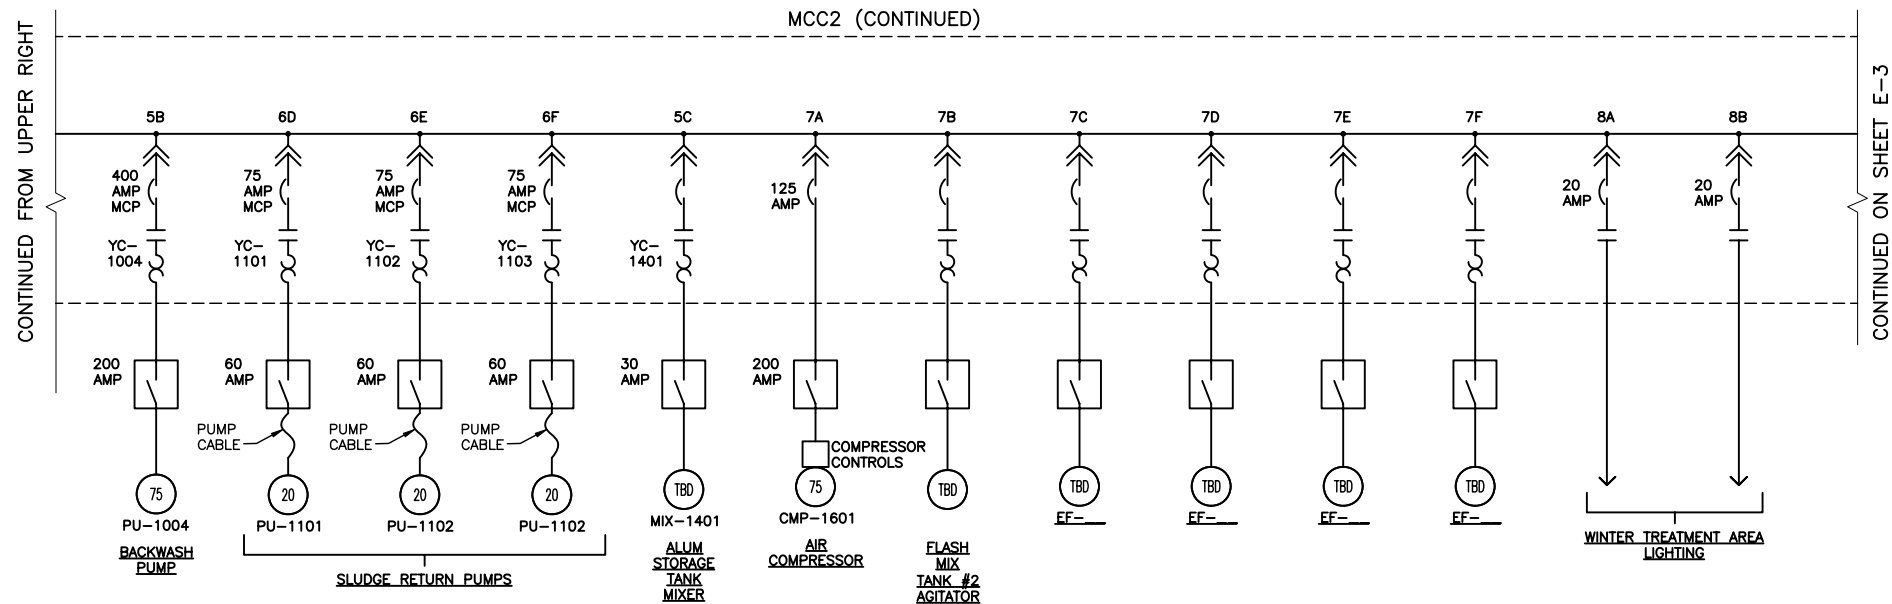 MCC2 (CONTINUED)
CONTINUED FROM UPPER RIGHT
CONTINUED ON SHEET E-3
5B
6D
6E
6F
5C
7A
7B
7C
7D
7E
7F
8A
8B
400
AMP
MCP
75
AMP
MCP
75
AMP
MCP
75
AMP
MCP
125
AMP
20
AMP
20
AMP
YC-
1004
YC-
1101
YC-
1102
YC-
1103
YC-
1401
200
AMP
60
AMP
60
AMP
60
AMP
30
AMP
200
AMP
PUMP
CABLE
PUMP
CABLE
PUMP
CABLE
COMPRESSOR
CONTROLS
75
20
20
20
TBD
75
TBD
TBD
TBD
TBD
TBD
PU-1004
PU-1101
PU-1102
PU-1102
MIX-1401
CMP-1601
EF-___
EF-___
EF-___
EF-___
BACKWASH
PUMP
SLUDGE RETURN PUMPS
ALUM
STORAGE
TANK
MIXER
AIR
COMPRESSOR
FLASH
MIX
TANK #2
AGITATOR
WINTER TREATMENT AREA
LIGHTING